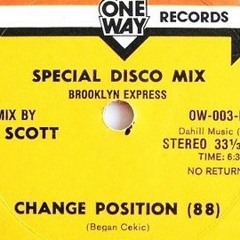 ONE WAY RECORDS
SPECIAL DISCO MIX
BROOKLYN EXPRESS
MIX BY
SCOTT
OW-003-
Dahill Music (
STEREO 33⅓
TIME: 6:3
NO RETURN
CHANGE POSITION (88)
(Began Cekic)